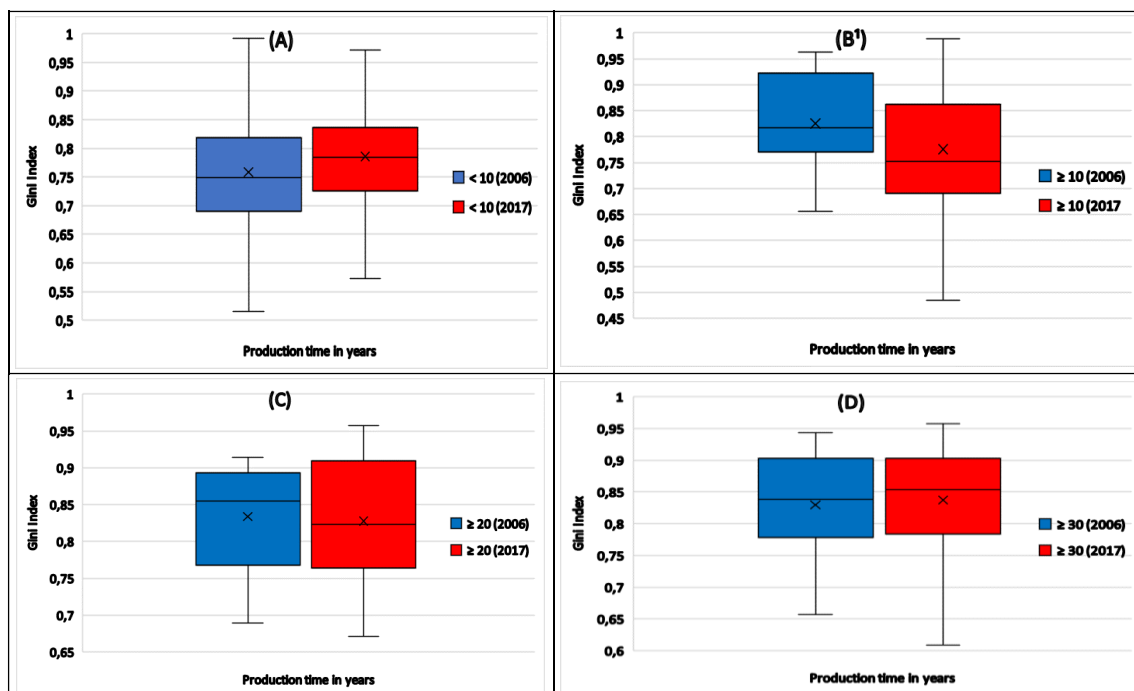 (A)
1
0,95
0,9
0,85
0,8
0,75
0,7
0,65
0,6
0,55
0,5
Gini Index
< 10 (2006)
< 10 (2017)
Production time in years
(B¹)
1
0,95
0,9
0,85
0,8
0,75
0,7
0,65
0,6
0,55
0,5
0,45
Gini Index
≥ 10 (2006)
≥ 10 (2017
Production time in years
(C)
1
0,95
0,9
0,85
0,8
0,75
0,7
0,65
Gini Index
≥ 20 (2006)
≥ 20 (2017)
Production time in years
(D)
1
0,95
0,9
0,85
0,8
0,75
0,7
0,65
0,6
Gini Index
≥ 30 (2006)
≥ 30 (2017)
Production time in years